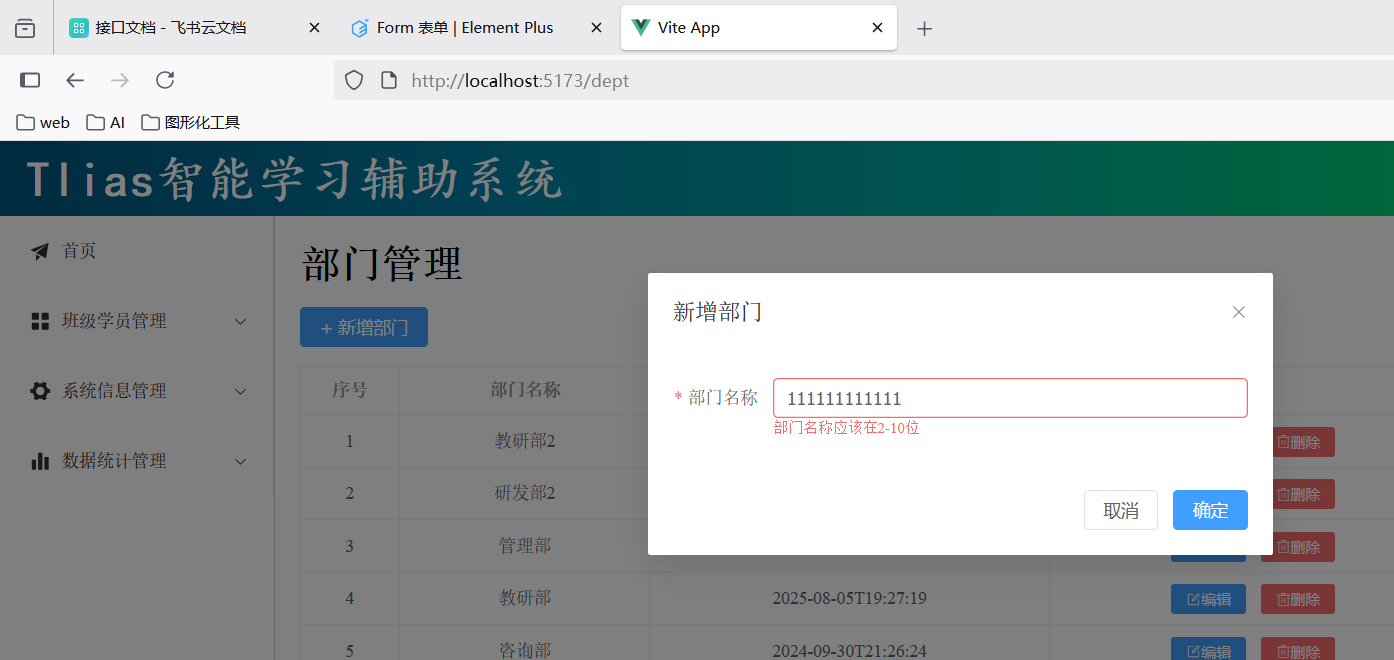 接口文档 - 飞书云文档
Form 表单 | Element Plus
Vite App
http://localhost:5173/dept
web
AI
图形化工具
Tlias智能学习辅助系统
首页
班级学员管理
系统信息管理
数据统计管理
部门管理
+ 新增部门
序号 部门名称
1 教研部2 删除
2 研发部2 删除
3 管理部 删除
4 教研部 2025-08-05T19:27:19 编辑 删除
5 咨询部 2024-09-30T21:26:24 编辑 删除
新增部门
* 部门名称 111111111111
部门名称应该在2-10位
取消 确定